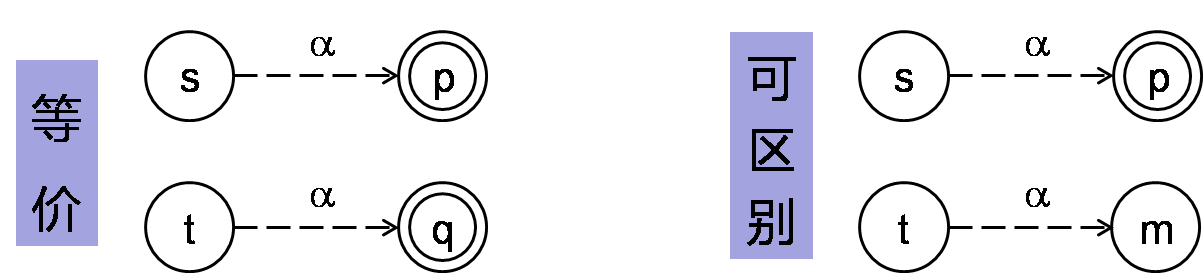 等价
s α p
t α q
可区别
s α p
t α m